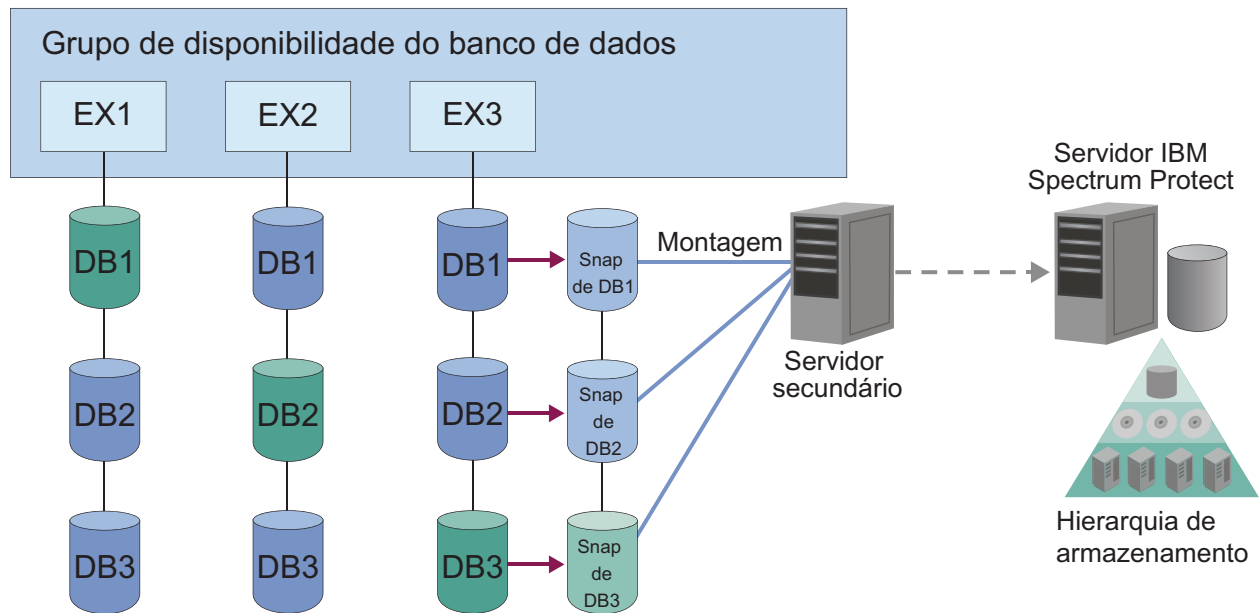 Grupo de disponibilidade do banco de dados
EX1
EX2
EX3
Servidor IBM
Spectrum Protect
DB1
DB1
DB1
Snap
de DB1
Montagem
Servidor
secundário
DB2
DB2
DB2
Snap
de
DB2
DB3
DB3
DB3
Snap
de
DB3
Hierarquia de
armazenamento